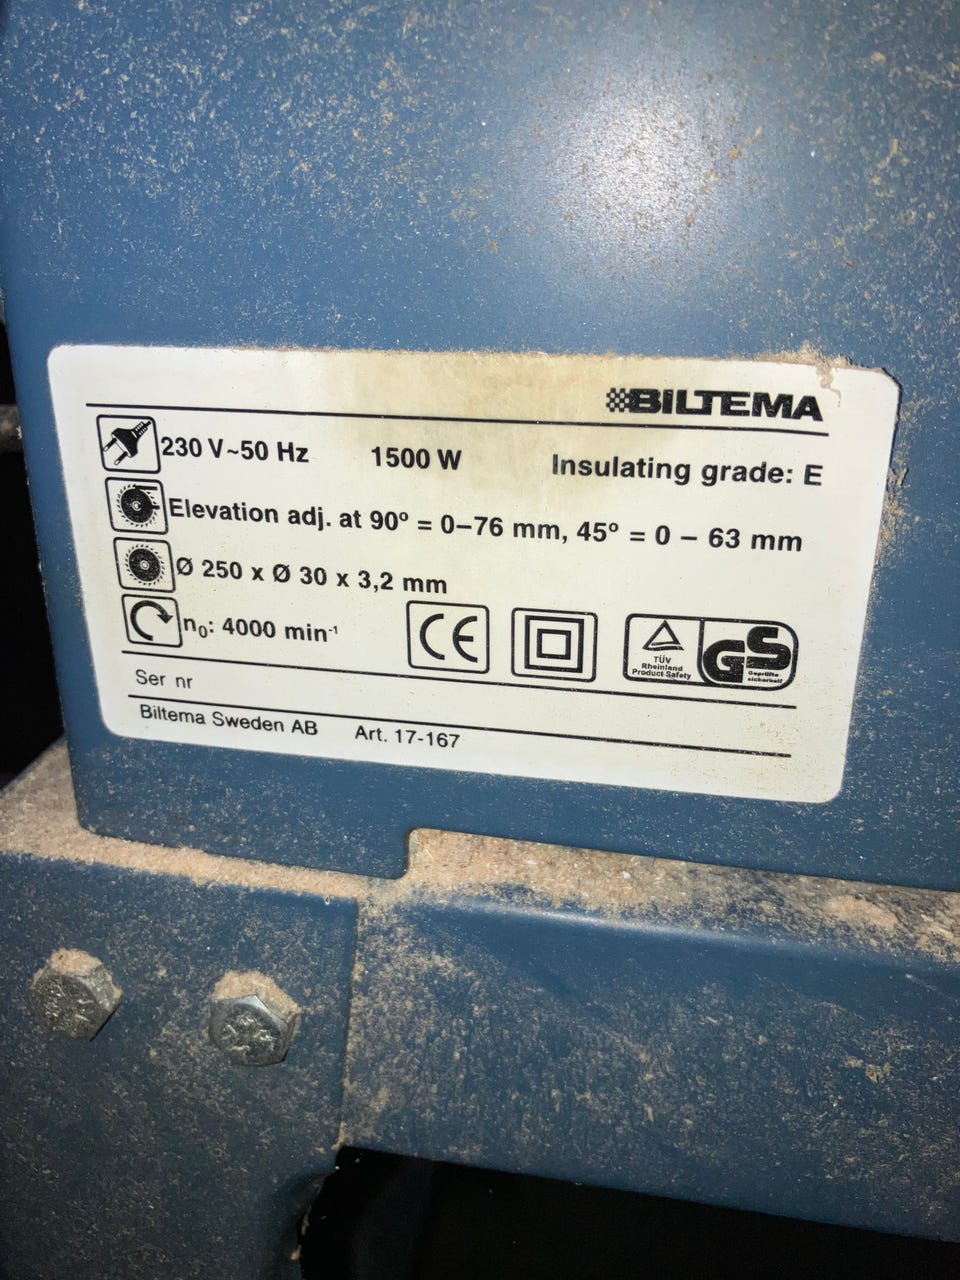 BILTEMA
230 V~50 Hz 1500 W Insulating grade: E
Elevation adj. at 90° = 0–76 mm, 45° = 0 – 63 mm
Ø 250 x Ø 30 x 3,2 mm
n₀: 4000 min⁻¹
CE
TÜV
Rheinland
Product Safety
GS
Geprüfte
Sicherheit
Ser nr
Biltema Sweden AB Art. 17-167